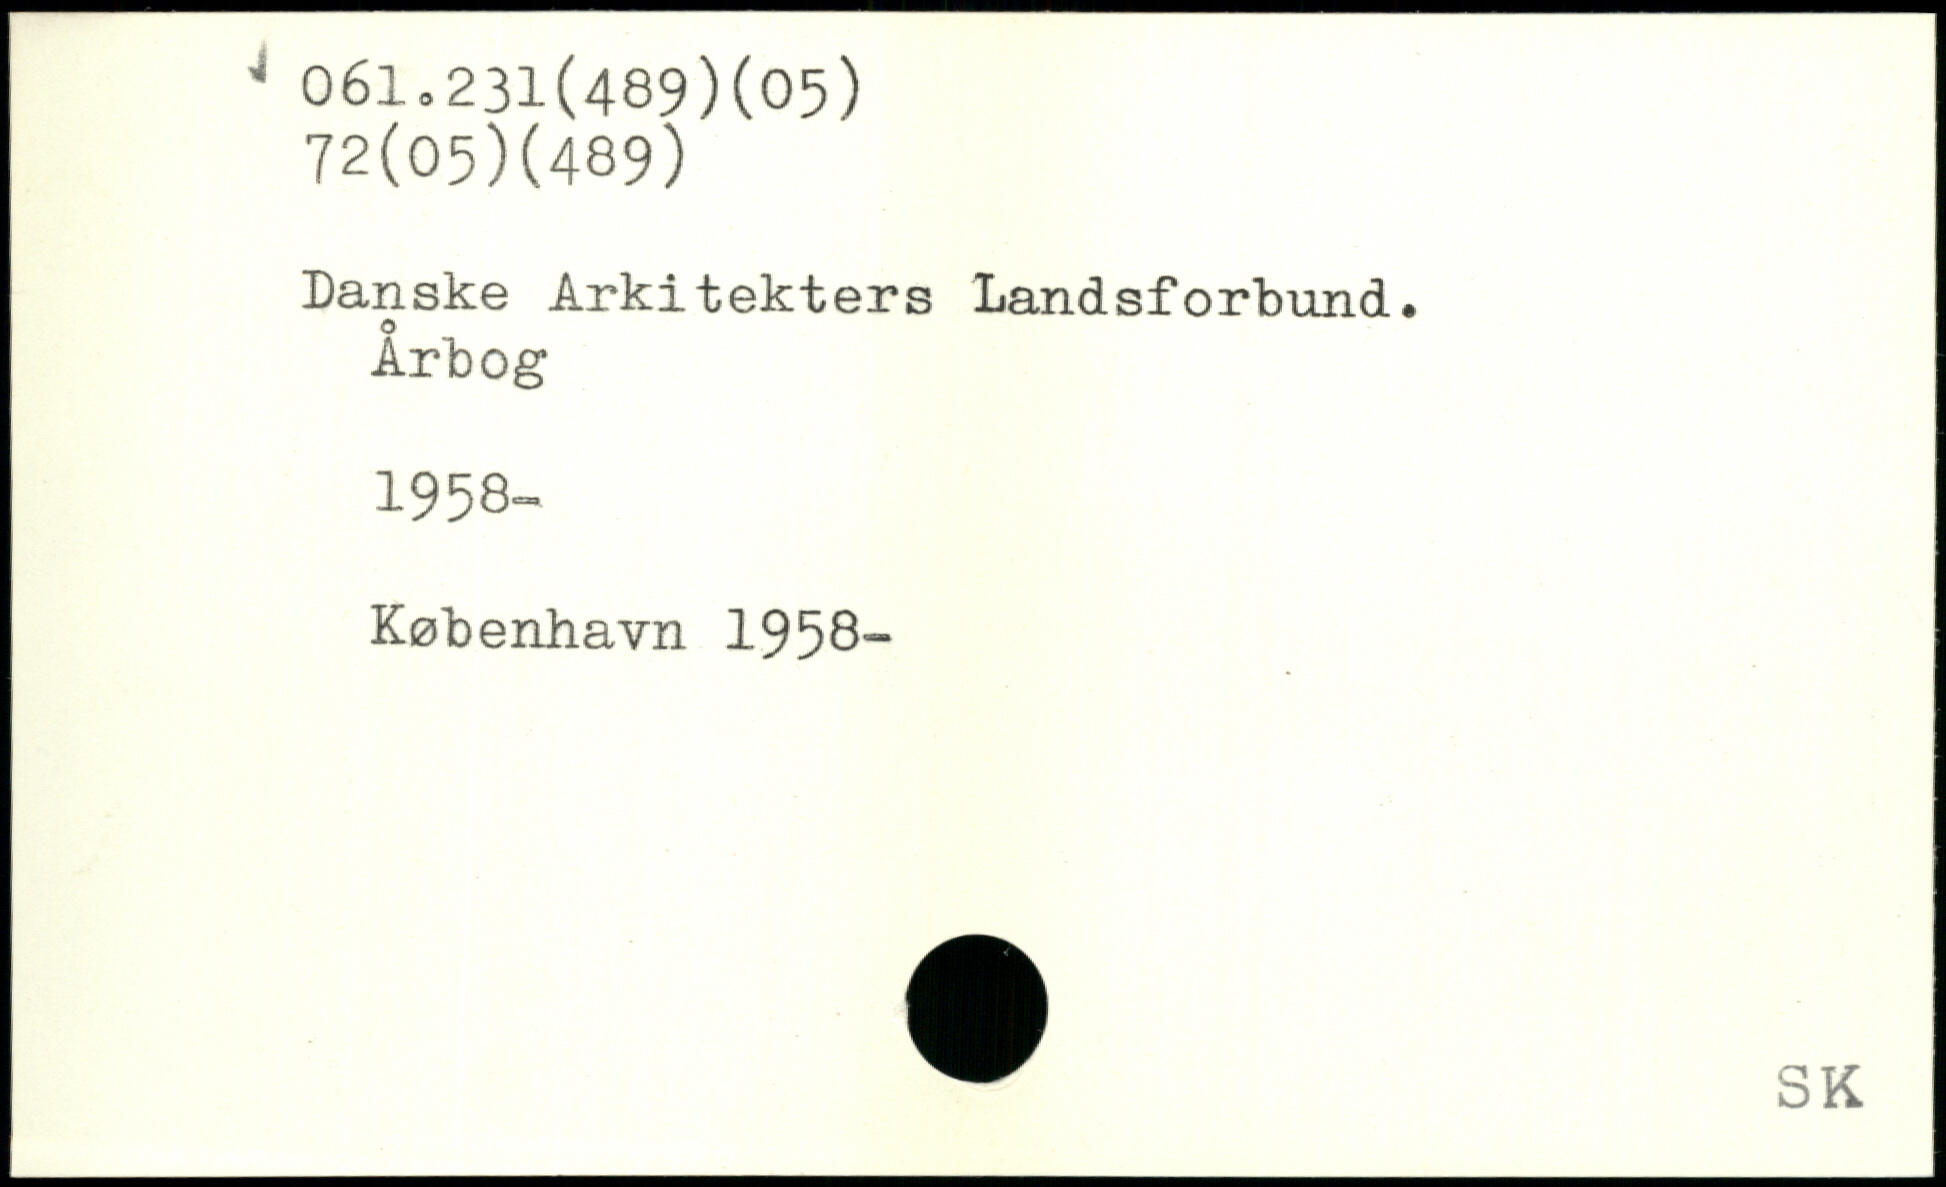 061.231(489)(05)
72(05)(489)
Danske Arkitekters Landsforbund.
Årbog
1958-
København 1958-
SK